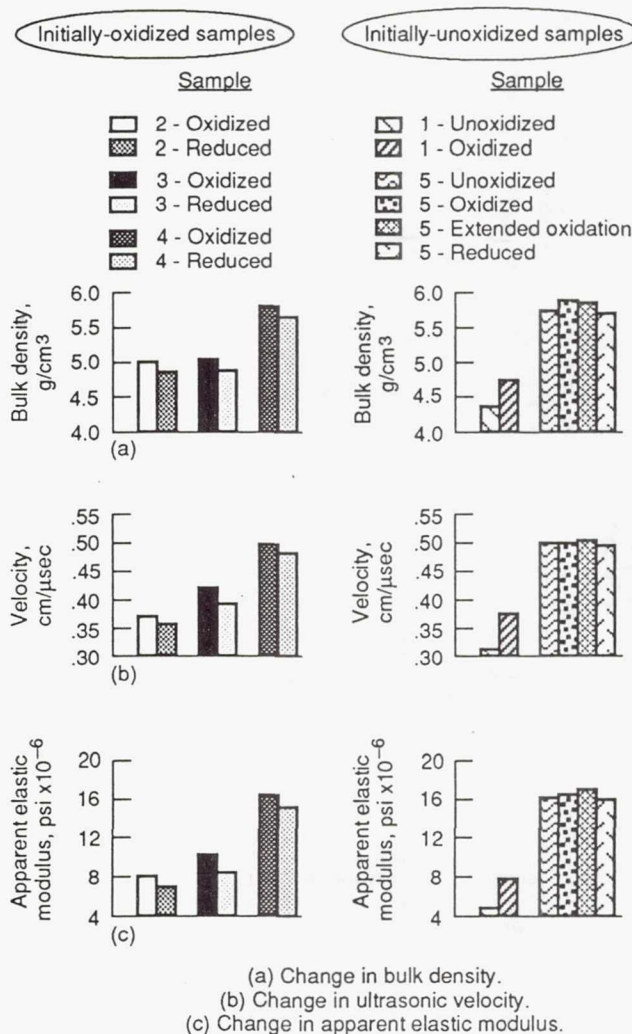 Initially-oxidized samples
Initially-unoxidized samples
Sample
2 - Oxidized
2 - Reduced
3 - Oxidized
3 - Reduced
4 - Oxidized
4 - Reduced
Sample
1 - Unoxidized
1 - Oxidized
5 - Unoxidized
5 - Oxidized
5 - Extended oxidation
5 - Reduced
Bulk density,
g/cm3
6.0
5.5
5.0
4.5
4.0
(a)
Bulk density,
g/cm3
6.0
5.5
5.0
4.5
4.0
Velocity,
cm/μsec
.55
.50
.45
.40
.35
.30
(b)
Velocity,
cm/μsec
.55
.50
.45
.40
.35
.30
Apparent elastic
modulus, psi x10⁻⁶
20
16
12
8
4
(c)
Apparent elastic
modulus, psi x10⁻⁶
20
16
12
8
4
(a) Change in bulk density.
(b) Change in ultrasonic velocity.
(c) Change in apparent elastic modulus.